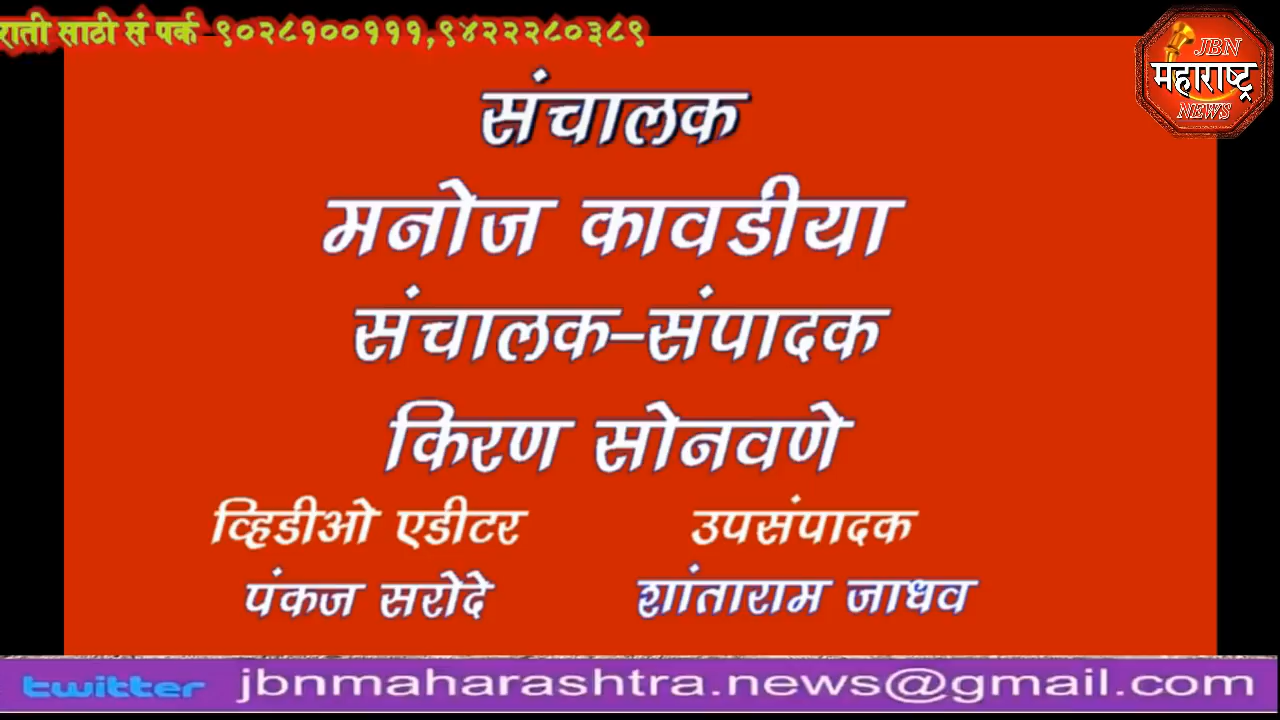 राती साठी सं पर्क ९०२८१००१११,९४२२२८०३८९
JBN
महाराष्ट्र
NEWS
संचालक
मनोज कावडीया
संचालक-संपादक
किरण सोनवणे
व्हिडीओ एडीटर उपसंपादक
पंकज सरोदे शांताराम जाधव
twitter jbnmaharashtra.news@gmail.com